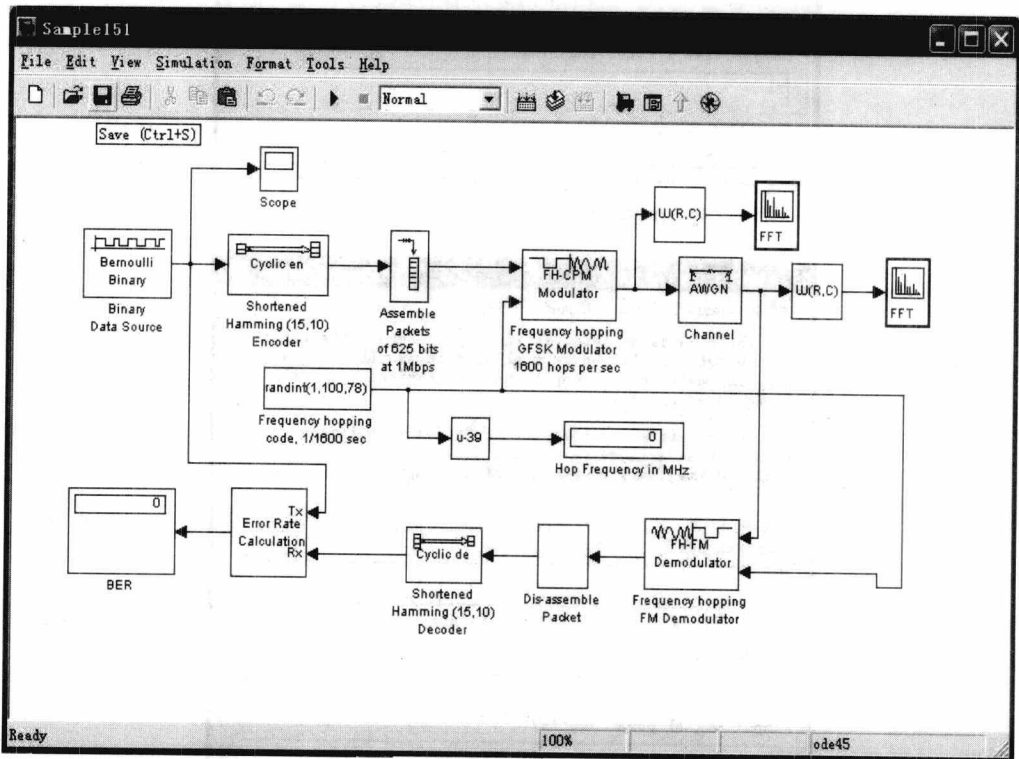 Sample151
File Edit View Simulation Format Tools Help
Normal
Save (Ctrl+S)
Scope
Bernoulli
Binary
Binary
Data Source
Cyclic en
Shortened
Hamming (15,10)
Encoder
Assemble
Packets
of 625 bits
at 1Mbps
FH-CPM
Modulator
Frequency hopping
GFSK Modulator
1600 hops per sec
U(R,C)
FFT
AWGN
Channel
U(R,C)
FFT
randint(1,100,78)
Frequency hopping
code, 1/1600 sec
u-39
0
Hop Frequency in MHz
0
BER
Tx
Error Rate
Calculation
Rx
Cyclic de
Shortened
Hamming (15,10)
Decoder
Dis-assemble
Packet
FH-FM
Demodulator
Frequency hopping
FM Demodulator
Ready
100%
ode45